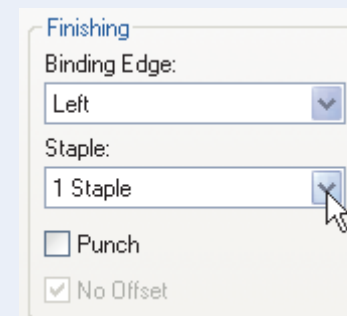 Finishing
Binding Edge:
Left
Staple:
1 Staple
Punch
No Offset